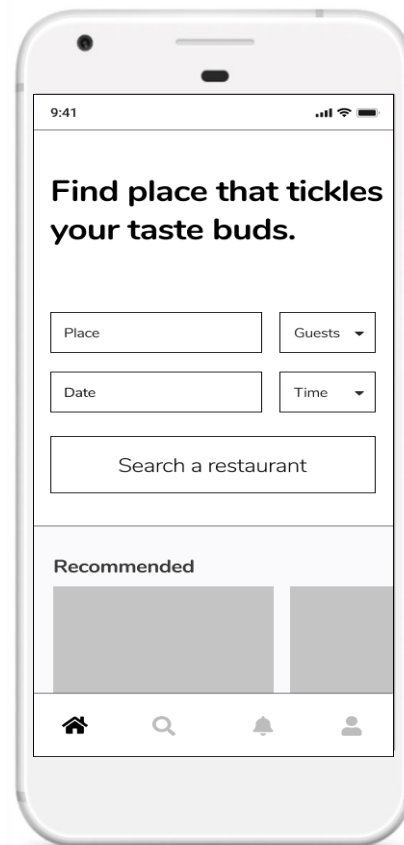 9:41
Find place that tickles
your taste buds.
Place
Guests
Date
Time
Search a restaurant
Recommended